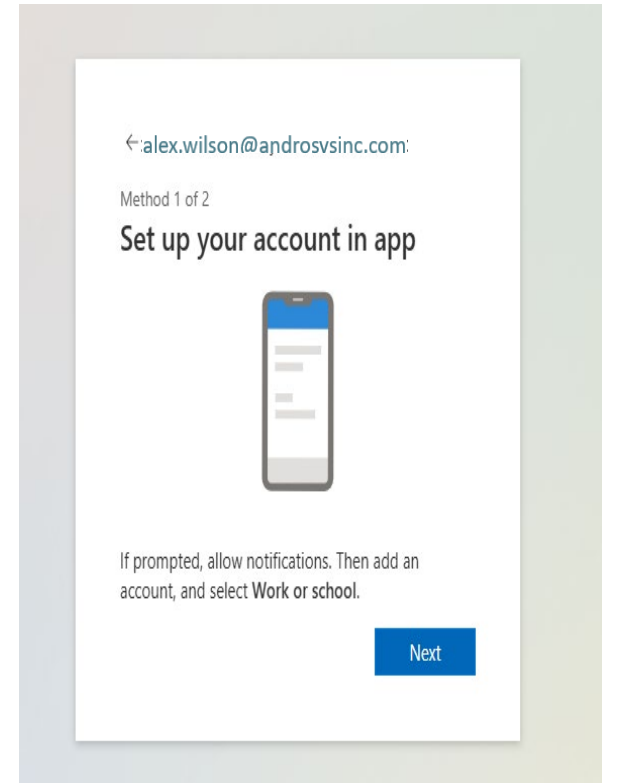 alex.wilson@androsvsinc.com
Method 1 of 2
Set up your account in app
If prompted, allow notifications. Then add an
account, and select Work or school.
Next